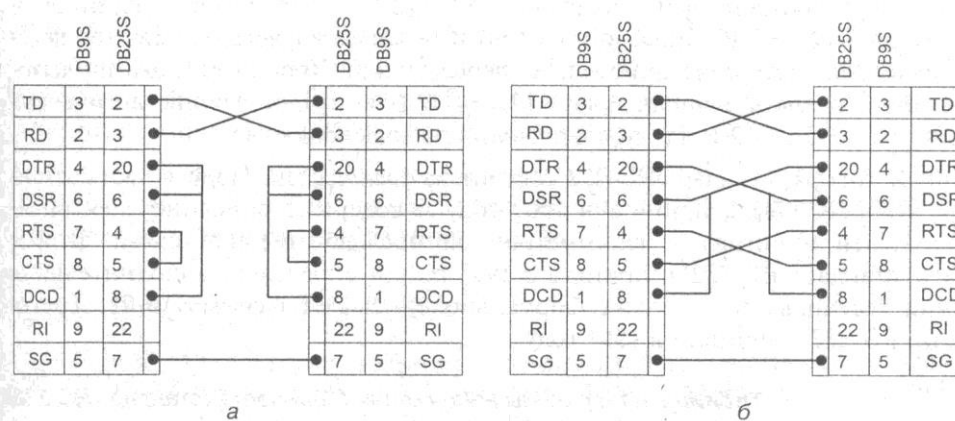 DB9S DB25S DB25S DB9S DB9S DB25S DB25S DB9S
TD 3 2 2 3 TD TD 3 2 2 3 TD
RD 2 3 3 2 RD RD 2 3 3 2 RD
DTR 4 20 20 4 DTR DTR 4 20 20 4 DTR
DSR 6 6 6 6 DSR DSR 6 6 6 6 DSR
RTS 7 4 4 7 RTS RTS 7 4 4 7 RTS
CTS 8 5 5 8 CTS CTS 8 5 5 8 CTS
DCD 1 8 8 1 DCD DCD 1 8 8 1 DCD
RI 9 22 22 9 RI RI 9 22 22 9 RI
SG 5 7 7 5 SG SG 5 7 7 5 SG
а б